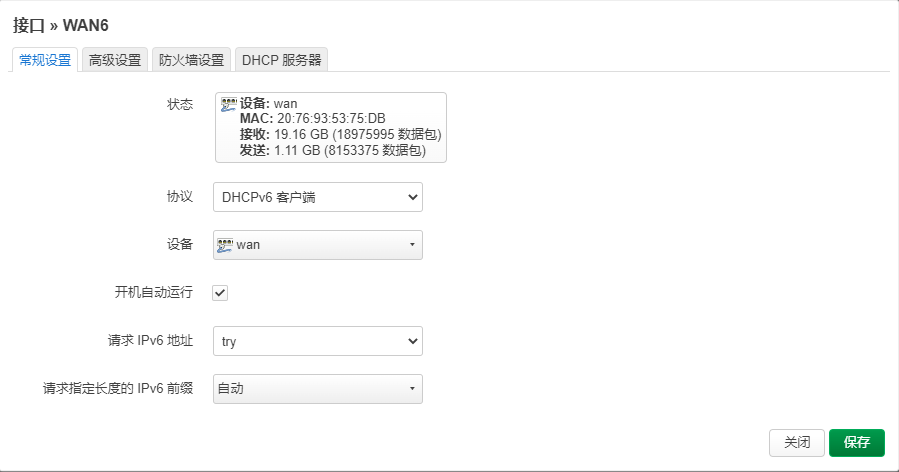 接口 » WAN6
常规设置 高级设置 防火墙设置 DHCP 服务器
状态
设备: wan
MAC: 20:76:93:53:75:DB
接收: 19.16 GB (18975995 数据包)
发送: 1.11 GB (8153375 数据包)
协议 DHCPv6 客户端
设备 wan
开机自动运行
请求 IPv6 地址 try
请求指定长度的 IPv6 前缀 自动
关闭 保存